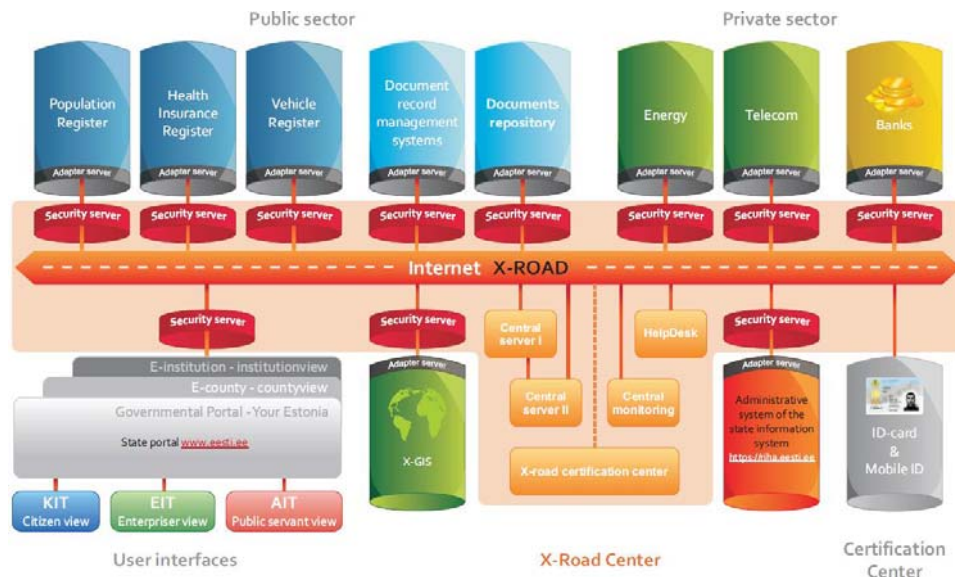 Public sector
Private sector
Population
Register
Health
Insurance
Register
Vehicle
Register
Document
record
management
systems
Documents
repository
Energy
Telecom
Banks
Adapter server
Adapter server
Adapter server
Adapter server
Adapter server
Adapter server
Adapter server
Adapter server
Security server
Security server
Security server
Security server
Security server
Security server
Security server
Security server
Internet X-ROAD
Security server
Security server
Security server
Central
server I
HelpDesk
E-institution - institutionview
E-county - countyview
Governmental Portal - Your Estonia
State portal www.eesti.ee
Adapter server
X-GIS
Central
server II
Central
monitoring
X-road certification center
Adapter server
Administrative
system of the
state information
system
https://riha.eesti.ee
ID-card
&
Mobile ID
KIT
Citizen view
EIT
Enterpriser view
AIT
Public servant view
User interfaces
X-Road Center
Certification
Center